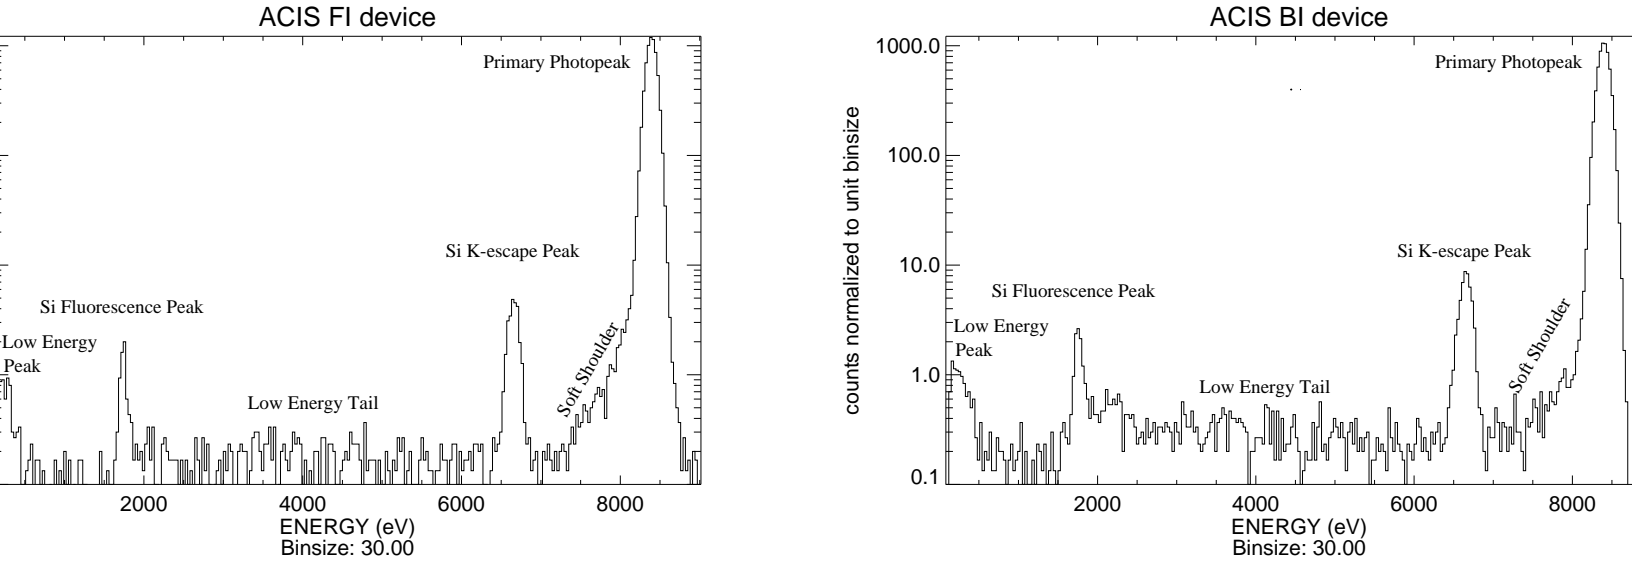 ACIS FI device
Primary Photopeak
Si K-escape Peak
Si Fluorescence Peak
Low Energy
Peak
Soft Shoulder
Low Energy Tail
2000 4000 6000 8000
ENERGY (eV)
Binsize: 30.00
ACIS BI device
counts normalized to unit binsize
1000.0
100.0
10.0
1.0
0.1
Primary Photopeak
Si K-escape Peak
Si Fluorescence Peak
Low Energy
Peak
Soft Shoulder
Low Energy Tail
2000 4000 6000 8000
ENERGY (eV)
Binsize: 30.00